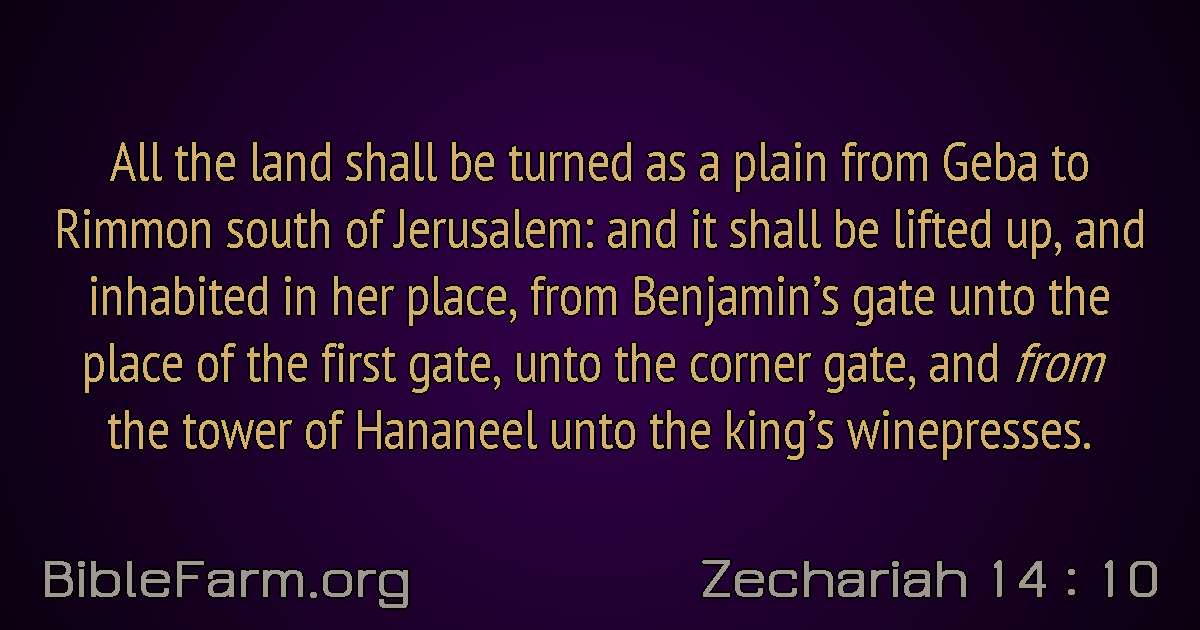 All the land shall be turned as a plain from Geba to
Rimmon south of Jerusalem: and it shall be lifted up, and
inhabited in her place, from Benjamin’s gate unto the
place of the first gate, unto the corner gate, and from
the tower of Hananeel unto the king’s winepresses.
BibleFarm.org
Zechariah 14 : 10